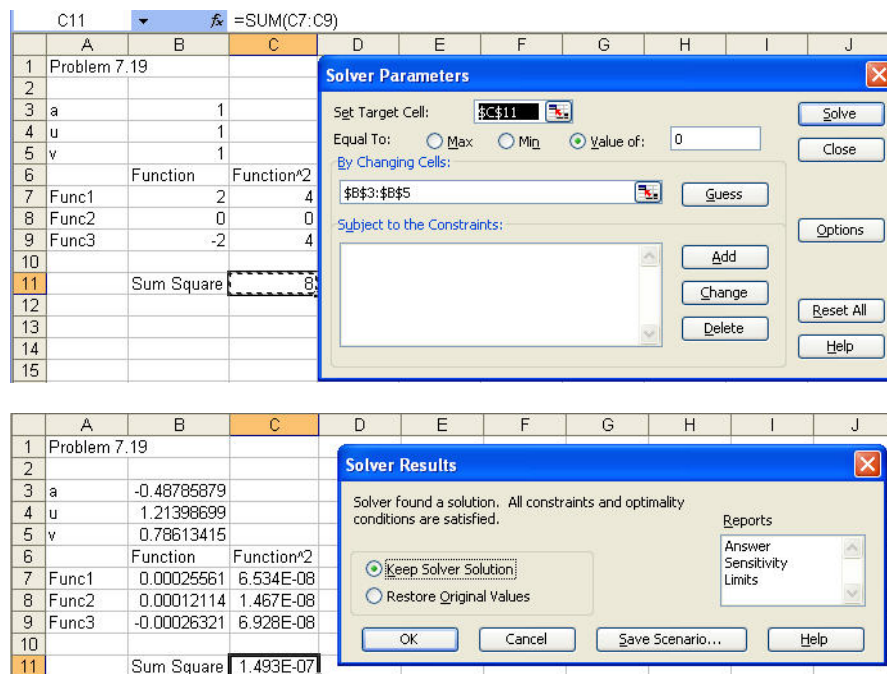 C11 fx =SUM(C7:C9)
A B C D E F G H I J
1 Problem 7.19
2
3 a 1
4 u 1
5 v 1
6 Function Function^2
7 Func1 2 4
8 Func2 0 0
9 Func3 -2 4
10
11 Sum Square 8
12
13
14
15
Solver Parameters
Set Target Cell: $C$11 Solve
Equal To: Max Min Value of: 0 Close
By Changing Cells:
$B$3:$B$5 Guess
Subject to the Constraints: Options
Add
Change
Reset All
Delete
Help
A B C D E F G H I J
1 Problem 7.19
2
3 a -0.48785879
4 u 1.21398699
5 v 0.78613415
6 Function Function^2
7 Func1 0.00025561 6.534E-08
8 Func2 0.00012114 1.467E-08
9 Func3 -0.00026321 6.928E-08
10
11 Sum Square 1.493E-07
Solver Results
Solver found a solution. All constraints and optimality
conditions are satisfied.
Reports
Answer
Sensitivity
Limits
Keep Solver Solution
Restore Original Values
OK Cancel Save Scenario... Help